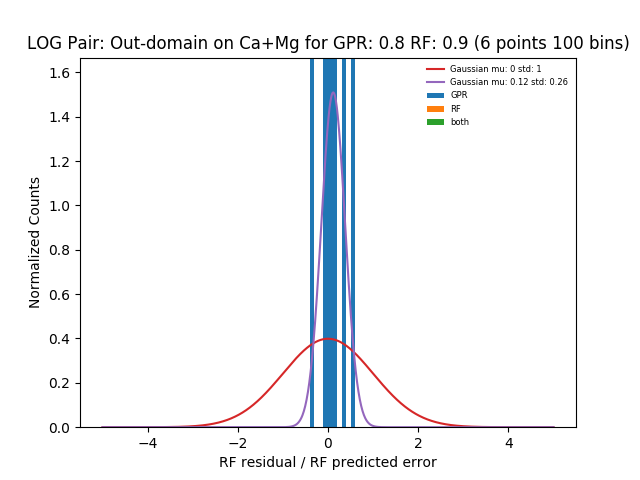 LOG Pair: Out-domain on Ca+Mg for GPR: 0.8 RF: 0.9 (6 points 100 bins)
Gaussian mu: 0 std: 1
Gaussian mu: 0.12 std: 0.26
GPR
RF
both
Normalized Counts
1.6
1.4
1.2
1.0
0.8
0.6
0.4
0.2
0.0
−4
−2
0
2
4
RF residual / RF predicted error